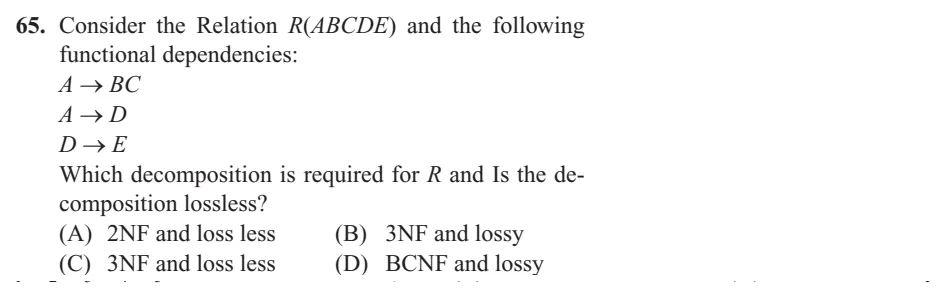 65. Consider the Relation R(ABCDE) and the following
functional dependencies:
A → BC
A → D
D → E
Which decomposition is required for R and Is the de-
composition lossless?
(A) 2NF and loss less (B) 3NF and lossy
(C) 3NF and loss less (D) BCNF and lossy